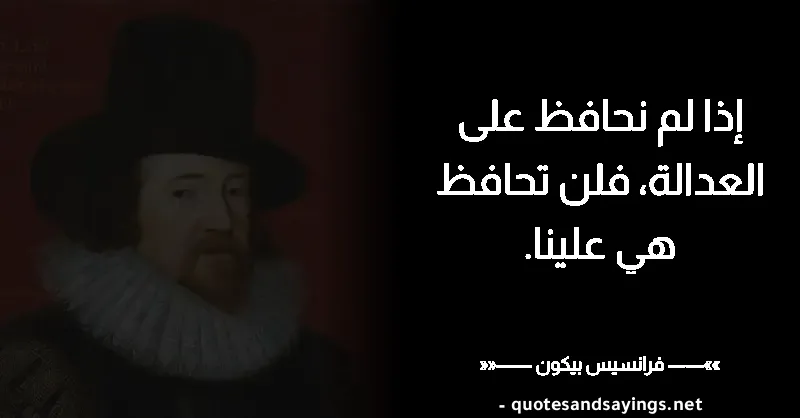 إذا لم نحافظ على
العدالة، فلن تحافظ
هي علينا.
»»—— فرانسيس بيكون ——««
- quotesandsayings.net